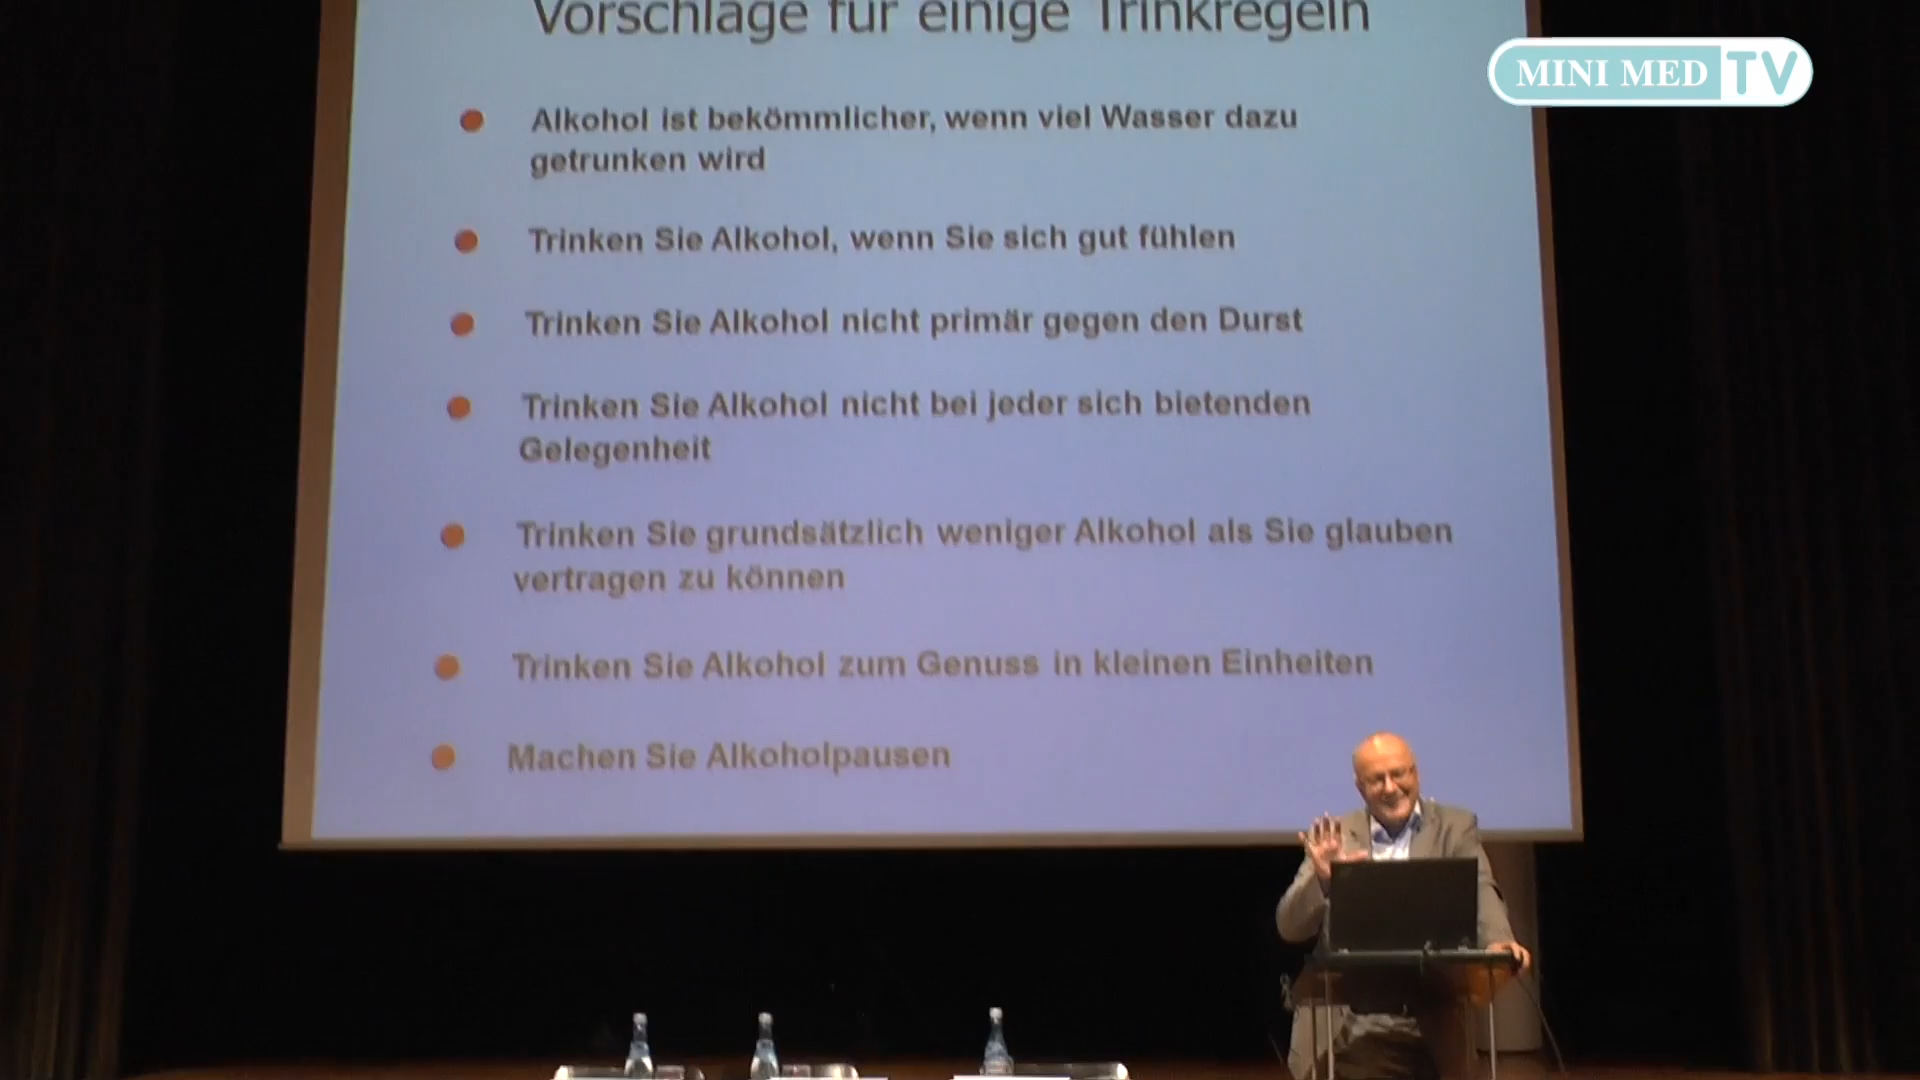 Vorschläge für einige Trinkregeln
MINI MED TV
Alkohol ist bekömmlicher, wenn viel Wasser dazu
getrunken wird
Trinken Sie Alkohol, wenn Sie sich gut fühlen
Trinken Sie Alkohol nicht primär gegen den Durst
Trinken Sie Alkohol nicht bei jeder sich bietenden
Gelegenheit
Trinken Sie grundsätzlich weniger Alkohol als Sie glauben
vertragen zu können
Trinken Sie Alkohol zum Genuss in kleinen Einheiten
Machen Sie Alkoholpausen